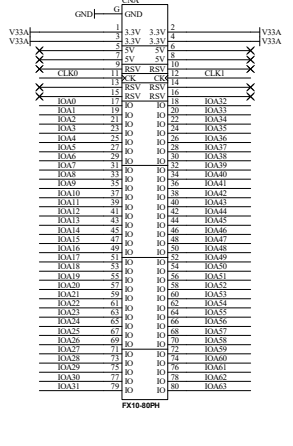 CNA
GND G GND
V33A 1 3.3V 3.3V 2 V33A
V33A 3 3.3V 3.3V 4 V33A
5 5V 5V 6
7 5V 5V 8
9 RSV RSV 10
CLK0 11 CK CK 12 CLK1
13 RSV RSV 14
15 RSV RSV 16
IOA0 17 IO IO 18 IOA32
IOA1 19 IO IO 20 IOA33
IOA2 21 IO IO 22 IOA34
IOA3 23 IO IO 24 IOA35
IOA4 25 IO IO 26 IOA36
IOA5 27 IO IO 28 IOA37
IOA6 29 IO IO 30 IOA38
IOA7 31 IO IO 32 IOA39
IOA8 33 IO IO 34 IOA40
IOA9 35 IO IO 36 IOA41
IOA10 37 IO IO 38 IOA42
IOA11 39 IO IO 40 IOA43
IOA12 41 IO IO 42 IOA44
IOA13 43 IO IO 44 IOA45
IOA14 45 IO IO 46 IOA46
IOA15 47 IO IO 48 IOA47
IOA16 49 IO IO 50 IOA48
IOA17 51 IO IO 52 IOA49
IOA18 53 IO IO 54 IOA50
IOA19 55 IO IO 56 IOA51
IOA20 57 IO IO 58 IOA52
IOA21 59 IO IO 60 IOA53
IOA22 61 IO IO 62 IOA54
IOA23 63 IO IO 64 IOA55
IOA24 65 IO IO 66 IOA56
IOA25 67 IO IO 68 IOA57
IOA26 69 IO IO 70 IOA58
IOA27 71 IO IO 72 IOA59
IOA28 73 IO IO 74 IOA60
IOA29 75 IO IO 76 IOA61
IOA30 77 IO IO 78 IOA62
IOA31 79 IO IO 80 IOA63
FX10-80PH